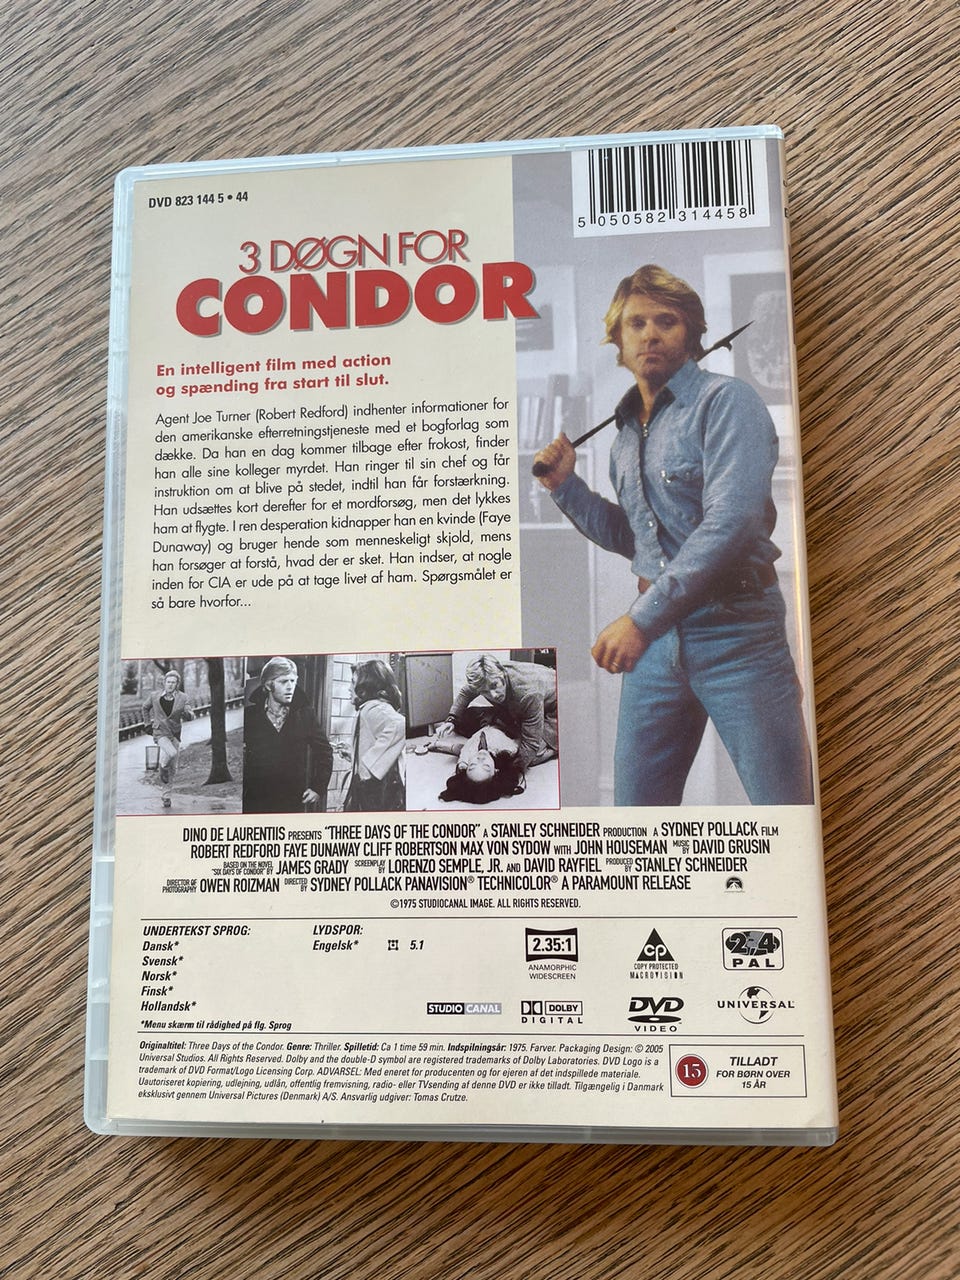 DVD 823 144 5 • 44
5 050582 314458
3 DØGN FOR
CONDOR
En intelligent film med action
og spænding fra start til slut.
Agent Joe Turner (Robert Redford) indhenter informationer for
den amerikanske efterretningstjeneste med et bogforlag som
dække. Da han en dag kommer tilbage efter frokost, finder
han alle sine kolleger myrdet. Han ringer til sin chef og får
instruktion om at blive på stedet, indtil han får forstærkning.
Han udsættes kort derefter for et mordforsøg, men det lykkes
ham at flygte. I ren desperation kidnapper han en kvinde (Faye
Dunaway) og bruger hende som menneskeligt skjold, mens
han forsøger at forstå, hvad der er sket. Han indser, at nogle
inden for CIA er ude på at tage livet af ham. Spørgsmålet er
så bare hvorfor...
DINO DE LAURENTIIS PRESENTS "THREE DAYS OF THE CONDOR" A STANLEY SCHNEIDER PRODUCTION A SYDNEY POLLACK FILM
ROBERT REDFORD FAYE DUNAWAY CLIFF ROBERTSON MAX VON SYDOW WITH JOHN HOUSEMAN MUSIC BY DAVID GRUSIN
BASED ON THE NOVEL "SIX DAYS OF CONDOR" BY JAMES GRADY SCREENPLAY BY LORENZO SEMPLE, JR. AND DAVID RAYFIEL PRODUCED BY STANLEY SCHNEIDER
DIRECTOR OF PHOTOGRAPHY OWEN ROIZMAN DIRECTED BY SYDNEY POLLACK PANAVISION® TECHNICOLOR® A PARAMOUNT RELEASE
©1975 STUDIOCANAL IMAGE. ALL RIGHTS RESERVED.
UNDERTEKST SPROG:
Dansk*
Svensk*
Norsk*
Finsk*
Hollandsk*
*Menu skærm til rådighed på flg. Sprog
LYDSPOR:
Engelsk* 5.1
2.35:1
ANAMORPHIC
WIDESCREEN
CP
COPY PROTECTED
MACROVISION
2 4
PAL
STUDIO CANAL
DOLBY
DIGITAL
DVD
VIDEO
UNIVERSAL
Originaltitel: Three Days of the Condor. Genre: Thriller. Spilletid: Ca 1 time 59 min. Indspilningsår: 1975. Farver. Packaging Design: © 2005
Universal Studios. All Rights Reserved. Dolby and the double-D symbol are registered trademarks of Dolby Laboratories. DVD Logo is a
trademark of DVD Format/Logo Licensing Corp. ADVARSEL: Med eneret for producenten og for ejeren af det indspillede materiale.
Uautoriseret kopiering, udlejning, udlån, offentlig fremvisning, radio- eller TVsending af denne DVD er ikke tilladt. Tilgængelig i Danmark
eksklusivt gennem Universal Pictures (Denmark) A/S. Ansvarlig udgiver: Tomas Crutze.
15
TILLADT
FOR BØRN OVER
15 ÅR